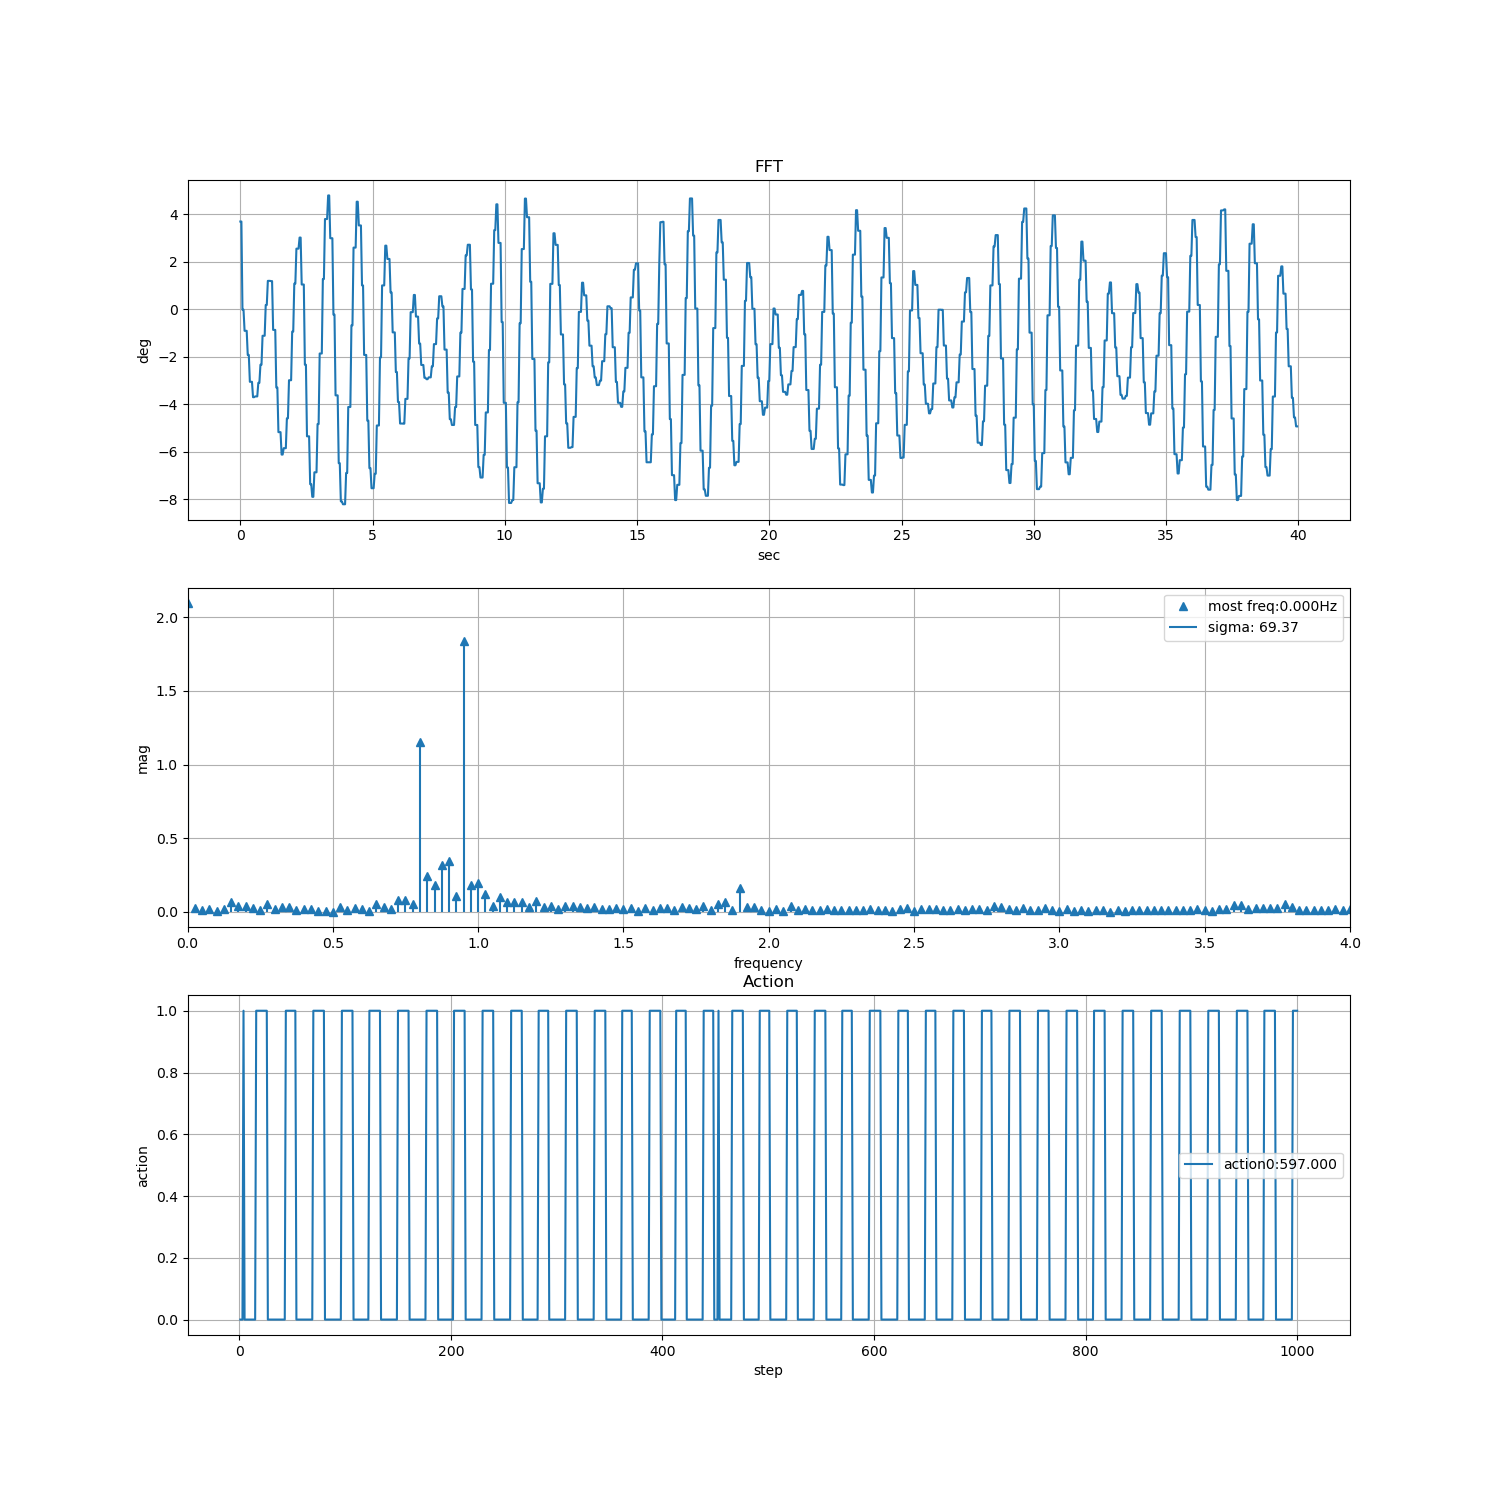 FFT
4
2
0
−2
−4
−6
−8
deg
0 5 10 15 20 25 30 35 40
sec
2.0
1.5
1.0
0.5
0.0
mag
most freq:0.000Hz
sigma: 69.37
0.0 0.5 1.0 1.5 2.0 2.5 3.0 3.5 4.0
frequency
Action
1.0
0.8
0.6
0.4
0.2
0.0
action
action0:597.000
0 200 400 600 800 1000
step